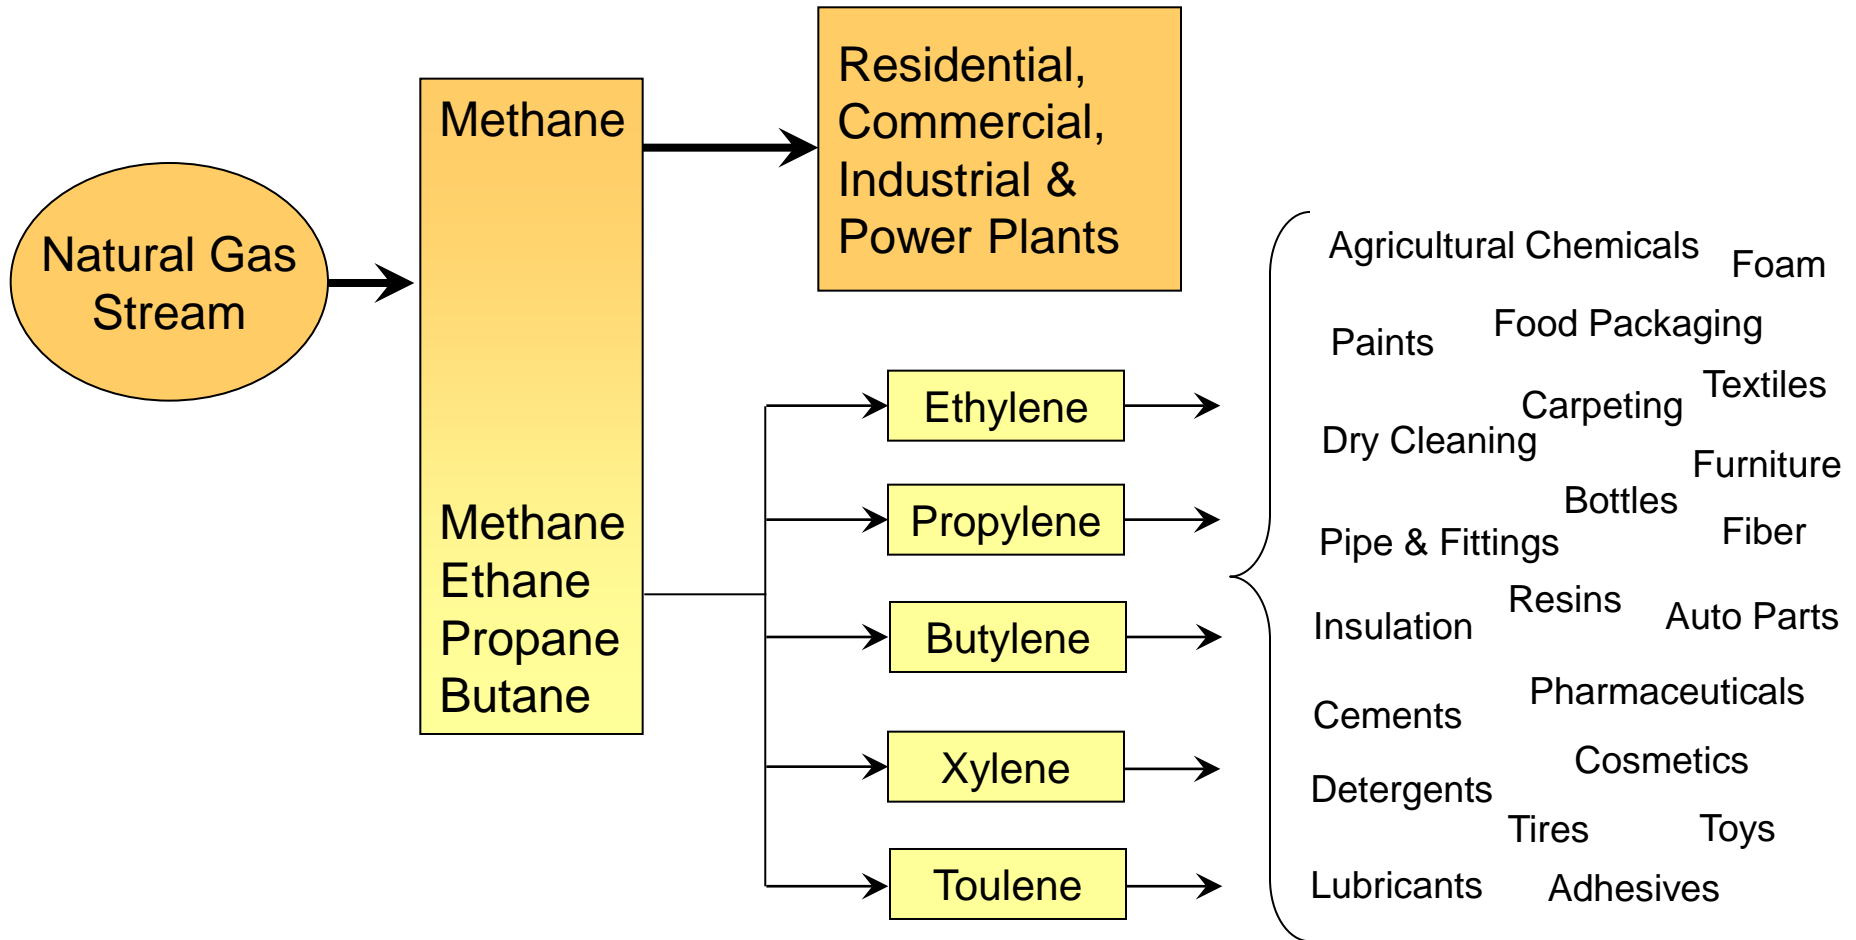 Natural Gas
Stream
Methane
Methane
Ethane
Propane
Butane
Residential,
Commercial,
Industrial &
Power Plants
Ethylene
Propylene
Butylene
Xylene
Toulene
Agricultural Chemicals
Foam
Paints
Food Packaging
Textiles
Carpeting
Dry Cleaning
Furniture
Bottles
Pipe & Fittings
Fiber
Resins
Insulation
Auto Parts
Pharmaceuticals
Cements
Cosmetics
Detergents
Tires
Toys
Lubricants
Adhesives